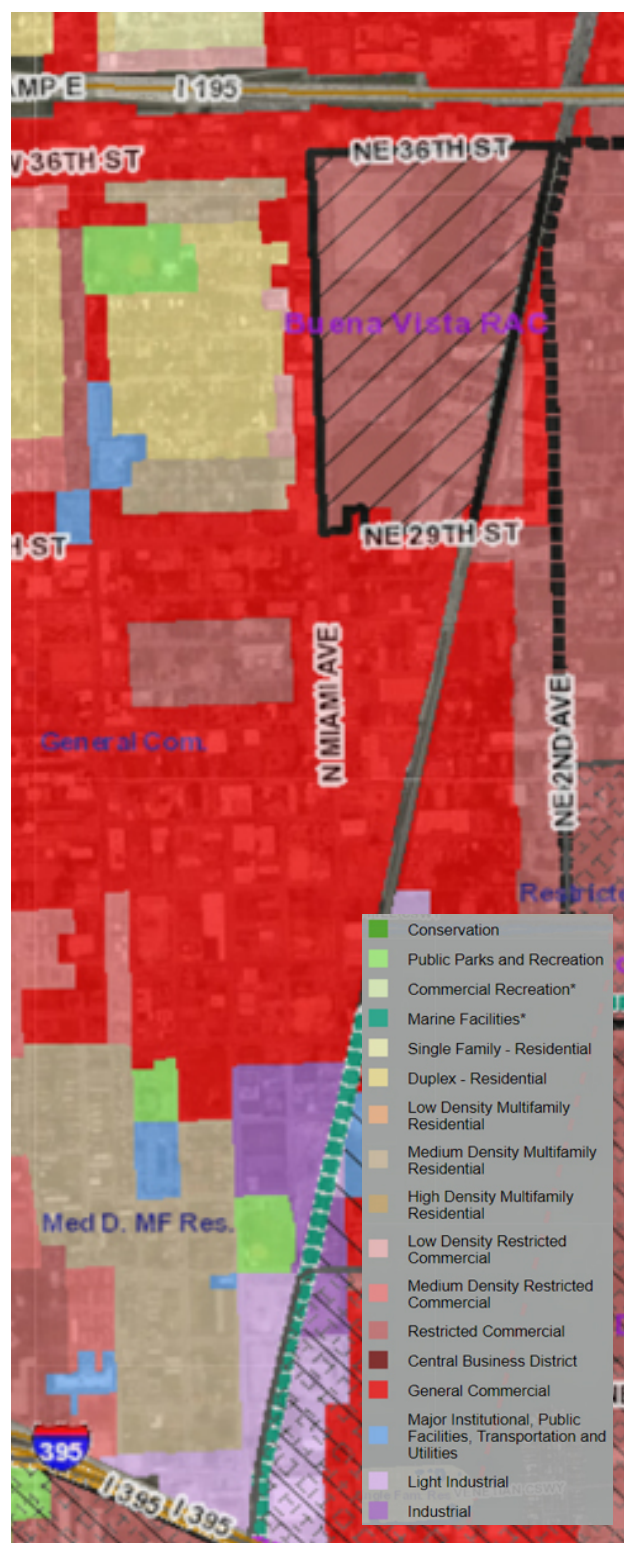 AMP E
I 195
W 36TH ST
NE 36TH ST
Buena Vista RAC
H ST
NE 29TH ST
N MIAMI AVE
General Com.
NE 2ND AVE
Restricte
Conservation
Public Parks and Recreation
Commercial Recreation*
Marine Facilities*
Single Family - Residential
Duplex - Residential
Low Density Multifamily
Residential
Medium Density Multifamily
Residential
High Density Multifamily
Residential
Med D. MF Res.
Low Density Restricted
Commercial
Medium Density Restricted
Commercial
Restricted Commercial
Central Business District
General Commercial
Major Institutional, Public
Facilities, Transportation and
Utilities
Light Industrial
Industrial
395
I 395 I 395